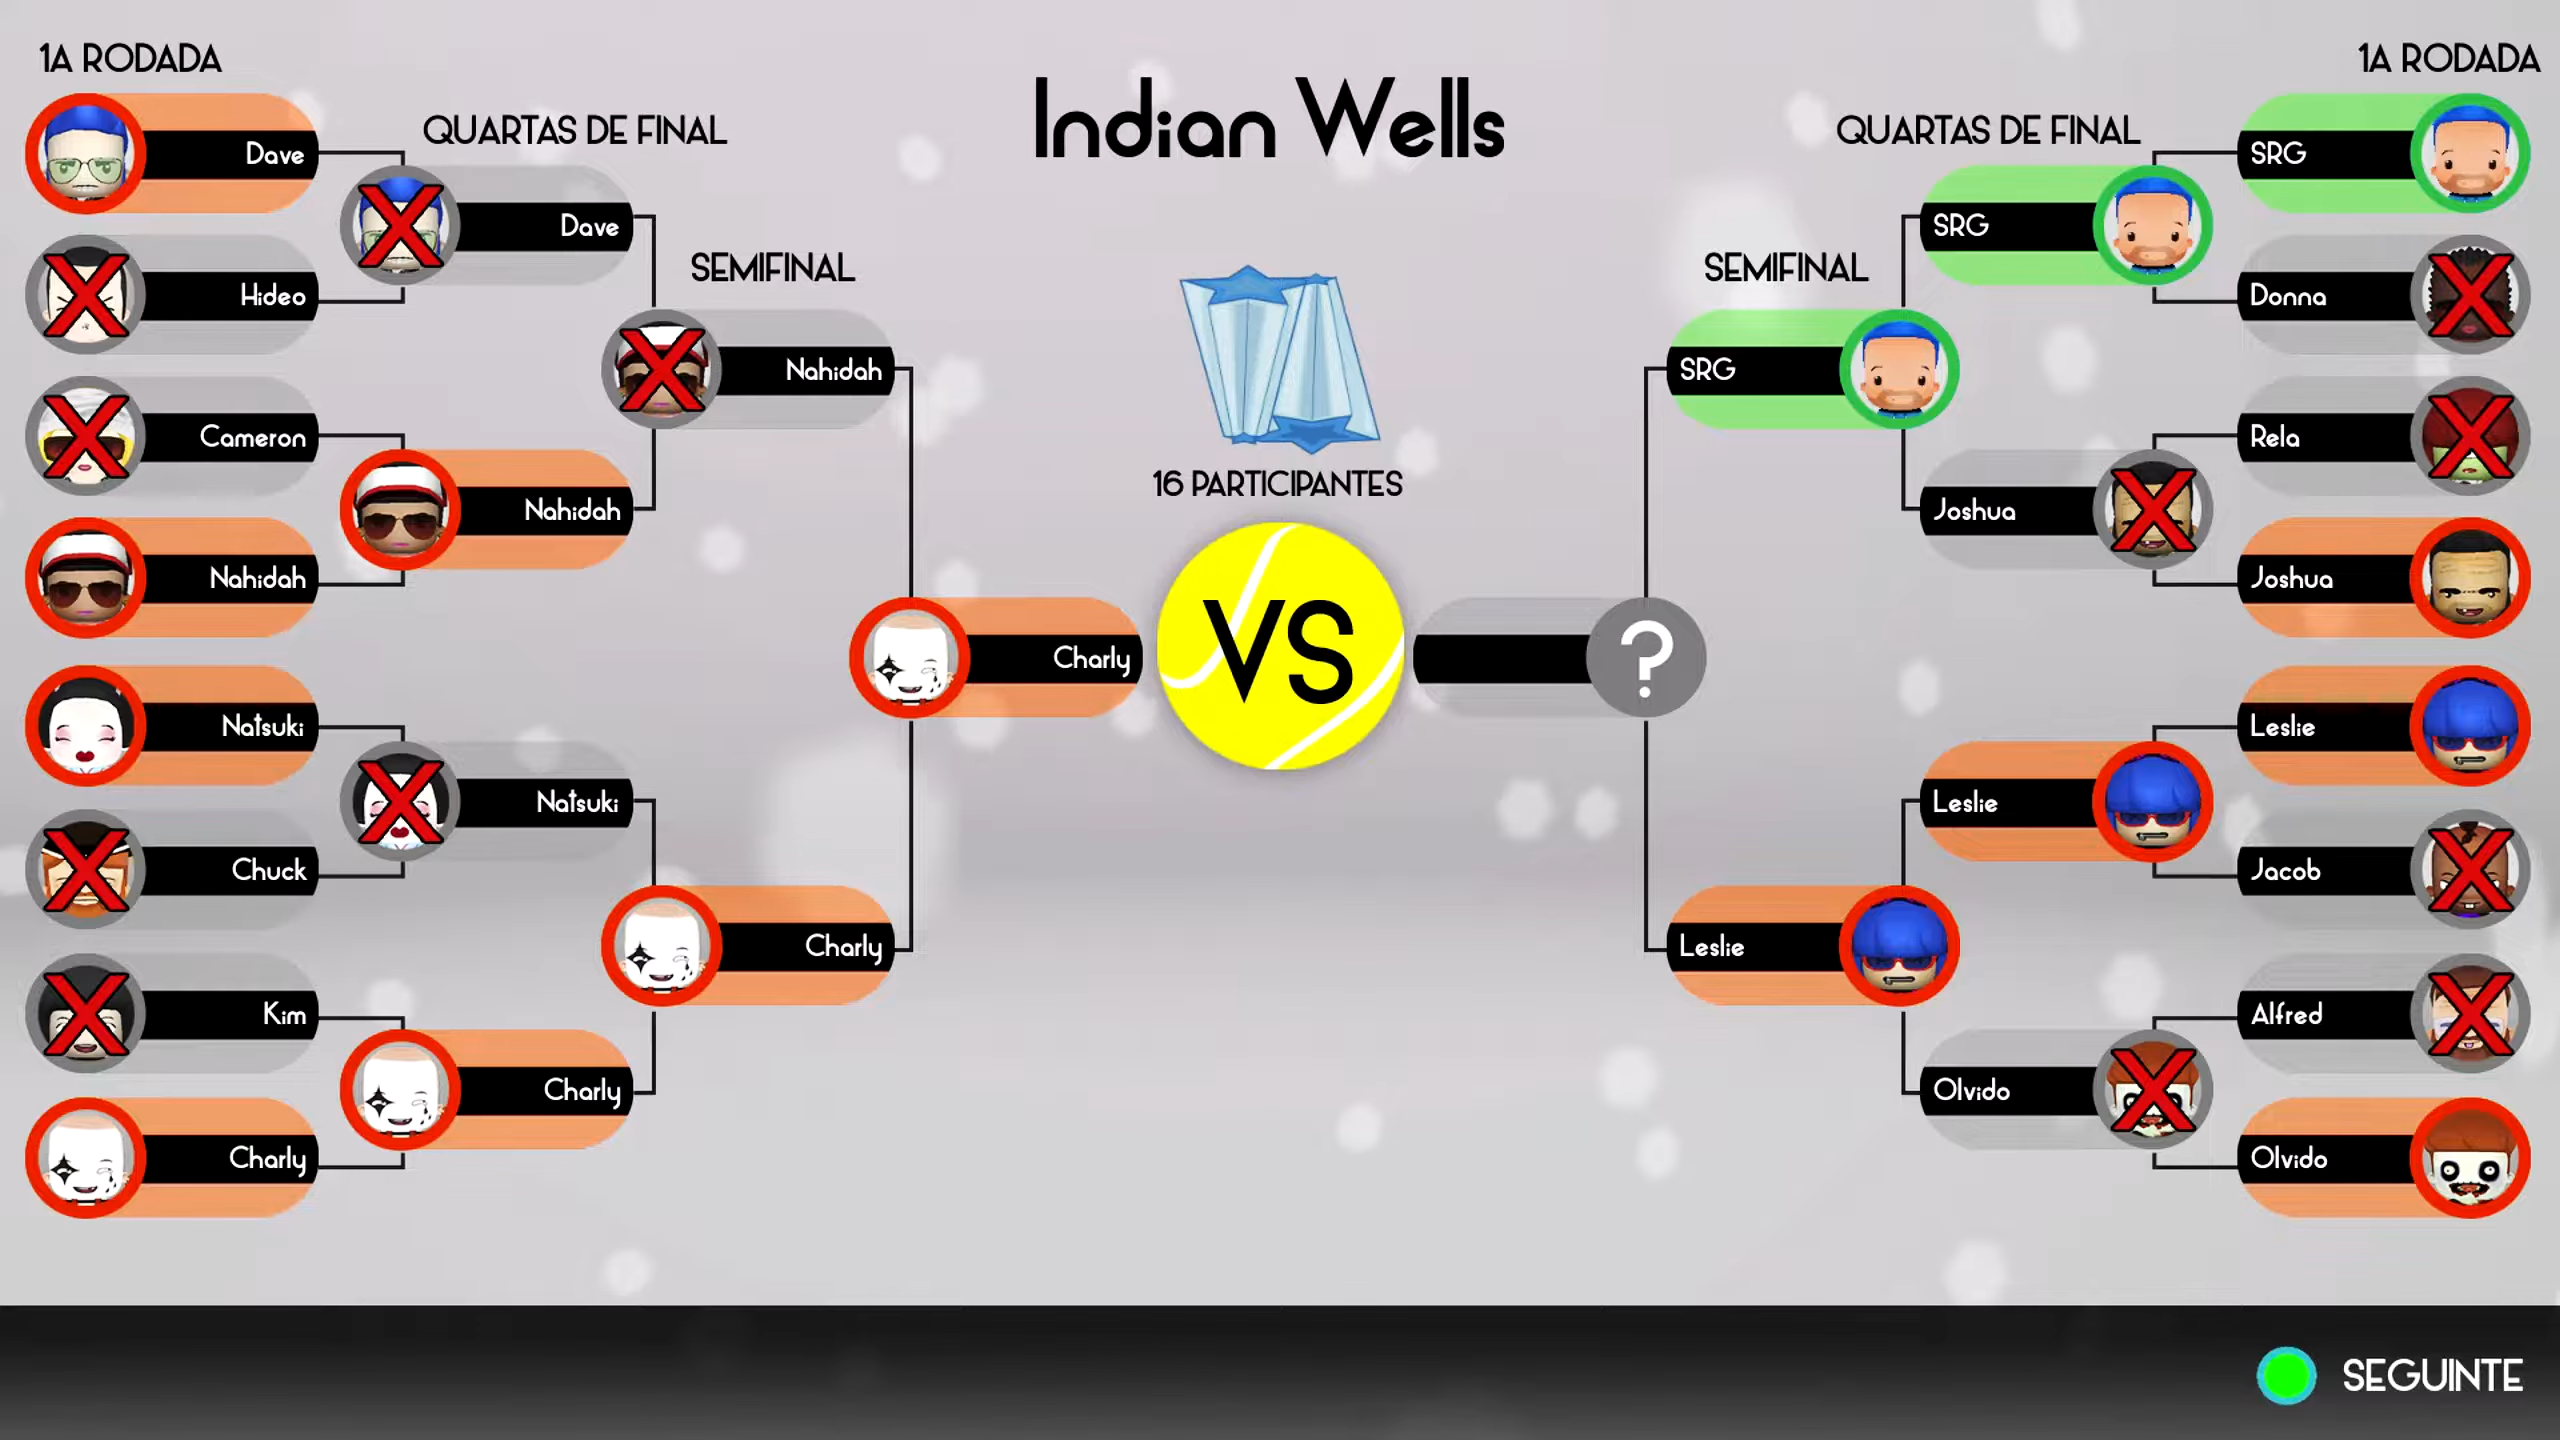 Indian Wells
16 PARTICIPANTES
1A RODADA
Dave
Hideo
Cameron
Nahidah
Natsuki
Chuck
Kim
Charly
QUARTAS DE FINAL
Dave
Nahidah
Natsuki
Charly
SEMIFINAL
Nahidah
Charly
Charly
VS
?
SEMIFINAL
SRG
Leslie
QUARTAS DE FINAL
SRG
Joshua
Leslie
Olvido
1A RODADA
SRG
Donna
Rela
Joshua
Leslie
Jacob
Alfred
Olvido
SEGUINTE